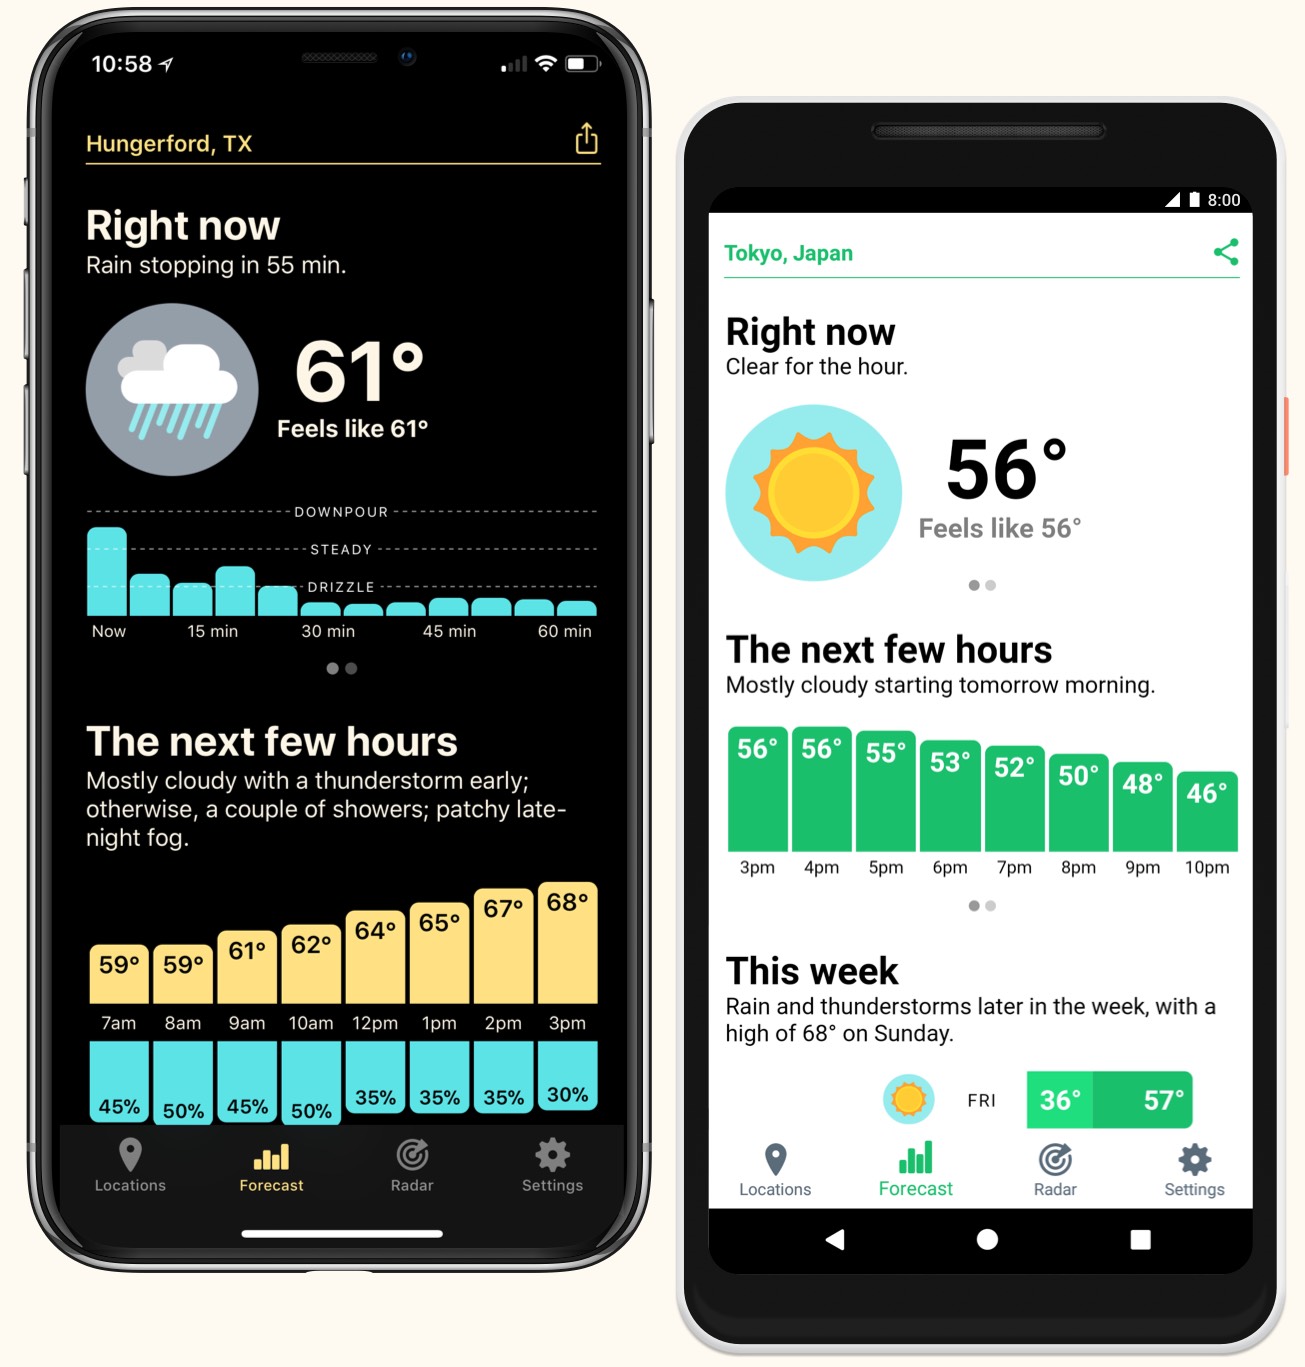 10:58
Hungerford, TX
Right now
Rain stopping in 55 min.
61°
Feels like 61°
DOWNPOUR
STEADY
DRIZZLE
Now 15 min 30 min 45 min 60 min
The next few hours
Mostly cloudy with a thunderstorm early;
otherwise, a couple of showers; patchy late-
night fog.
59° 59° 61° 62° 64° 65° 67° 68°
7am 8am 9am 10am 12pm 1pm 2pm 3pm
45% 50% 45% 50% 35% 35% 35% 30%
Locations Forecast Radar Settings
8:00
Tokyo, Japan
Right now
Clear for the hour.
56°
Feels like 56°
The next few hours
Mostly cloudy starting tomorrow morning.
56° 56° 55° 53° 52° 50° 48° 46°
3pm 4pm 5pm 6pm 7pm 8pm 9pm 10pm
This week
Rain and thunderstorms later in the week, with a
high of 68° on Sunday.
FRI 36° 57°
Locations Forecast Radar Settings